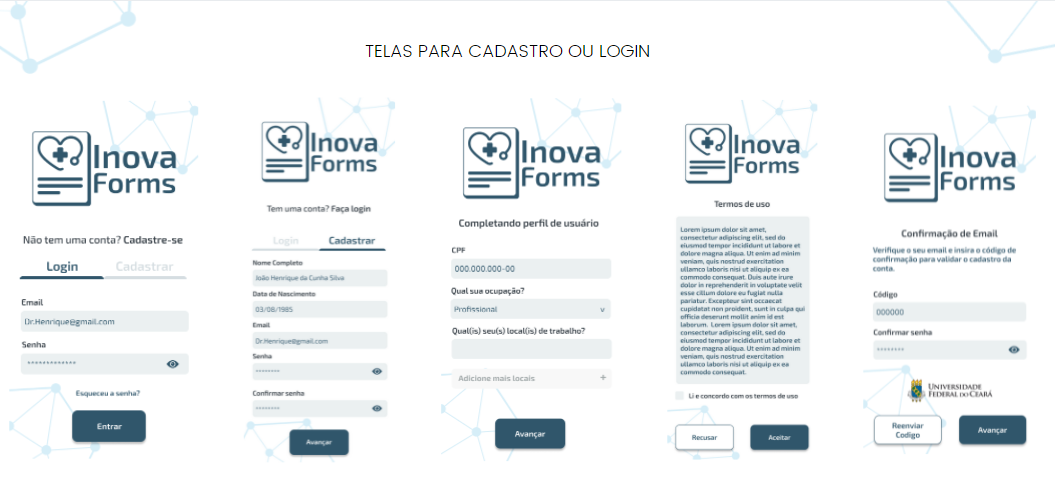 TELAS PARA CADASTRO OU LOGIN
Inova
Forms
Não tem uma conta? Cadastre-se
Login Cadastrar
Email
Dr.Henrique@gmail.com
Senha
*************
Esqueceu a senha?
Entrar
Inova
Forms
Tem uma conta? Faça login
Login Cadastrar
Nome Completo
João Henrique da Cunha Silva
Data de Nascimento
03/08/1985
Email
Dr.Henrique@gmail.com
Senha
********
Confirmar senha
********
Avançar
Inova
Forms
Completando perfil de usuário
CPF
000.000.000-00
Qual sua ocupação?
Profissional v
Qual(is) seu(s) local(is) de trabalho?
Adicione mais locais +
Avançar
Inova
Forms
Termos de uso
Lorem ipsum dolor sit amet,
consectetur adipiscing elit, sed do
eiusmod tempor incididunt ut labore et
dolore magna aliqua. Ut enim ad minim
veniam, quis nostrud exercitation
ullamco laboris nisi ut aliquip ex ea
commodo consequat. Duis aute irure
dolor in reprehenderit in voluptate velit
esse cillum dolore eu fugiat nulla
pariatur. Excepteur sint occaecat
cupidatat non proident, sunt in culpa qui
officia deserunt mollit anim id est
laborum. Lorem ipsum dolor sit amet,
consectetur adipiscing elit, sed do
eiusmod tempor incididunt ut labore et
dolore magna aliqua. Ut enim ad minim
veniam, quis nostrud exercitation
ullamco laboris nisi ut aliquip ex ea
commodo consequat.
Li e concordo com os termos de uso
Recusar Aceitar
Inova
Forms
Confirmação de Email
Verifique o seu email e insira o código de
confirmação para validar o cadastro da
conta.
Código
000000
Confirmar senha
********
UNIVERSIDADE
FEDERAL DO CEARÁ
Reenviar
Codigo
Avançar